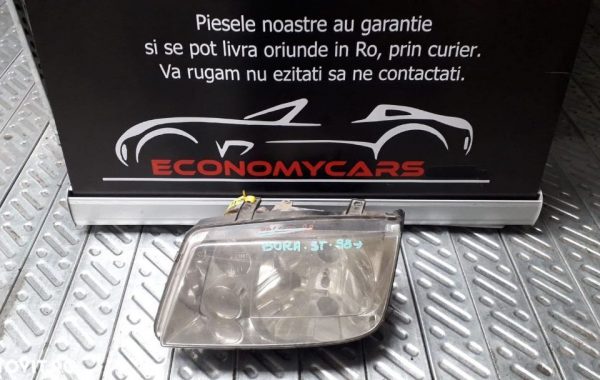 Piesele noastre au garantie
si se pot livra oriunde in Ro, prin curier.
Va rugam nu ezitati sa ne contactati.
ECONOMYCARS
BORA.ST.98→